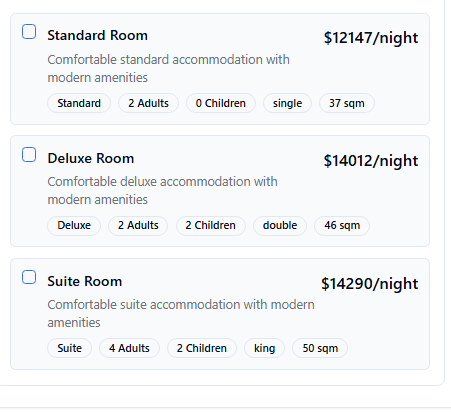 Standard Room
$12147/night
Comfortable standard accommodation with
modern amenities
Standard 2 Adults 0 Children single 37 sqm
Deluxe Room
$14012/night
Comfortable deluxe accommodation with
modern amenities
Deluxe 2 Adults 2 Children double 46 sqm
Suite Room
$14290/night
Comfortable suite accommodation with modern
amenities
Suite 4 Adults 2 Children king 50 sqm